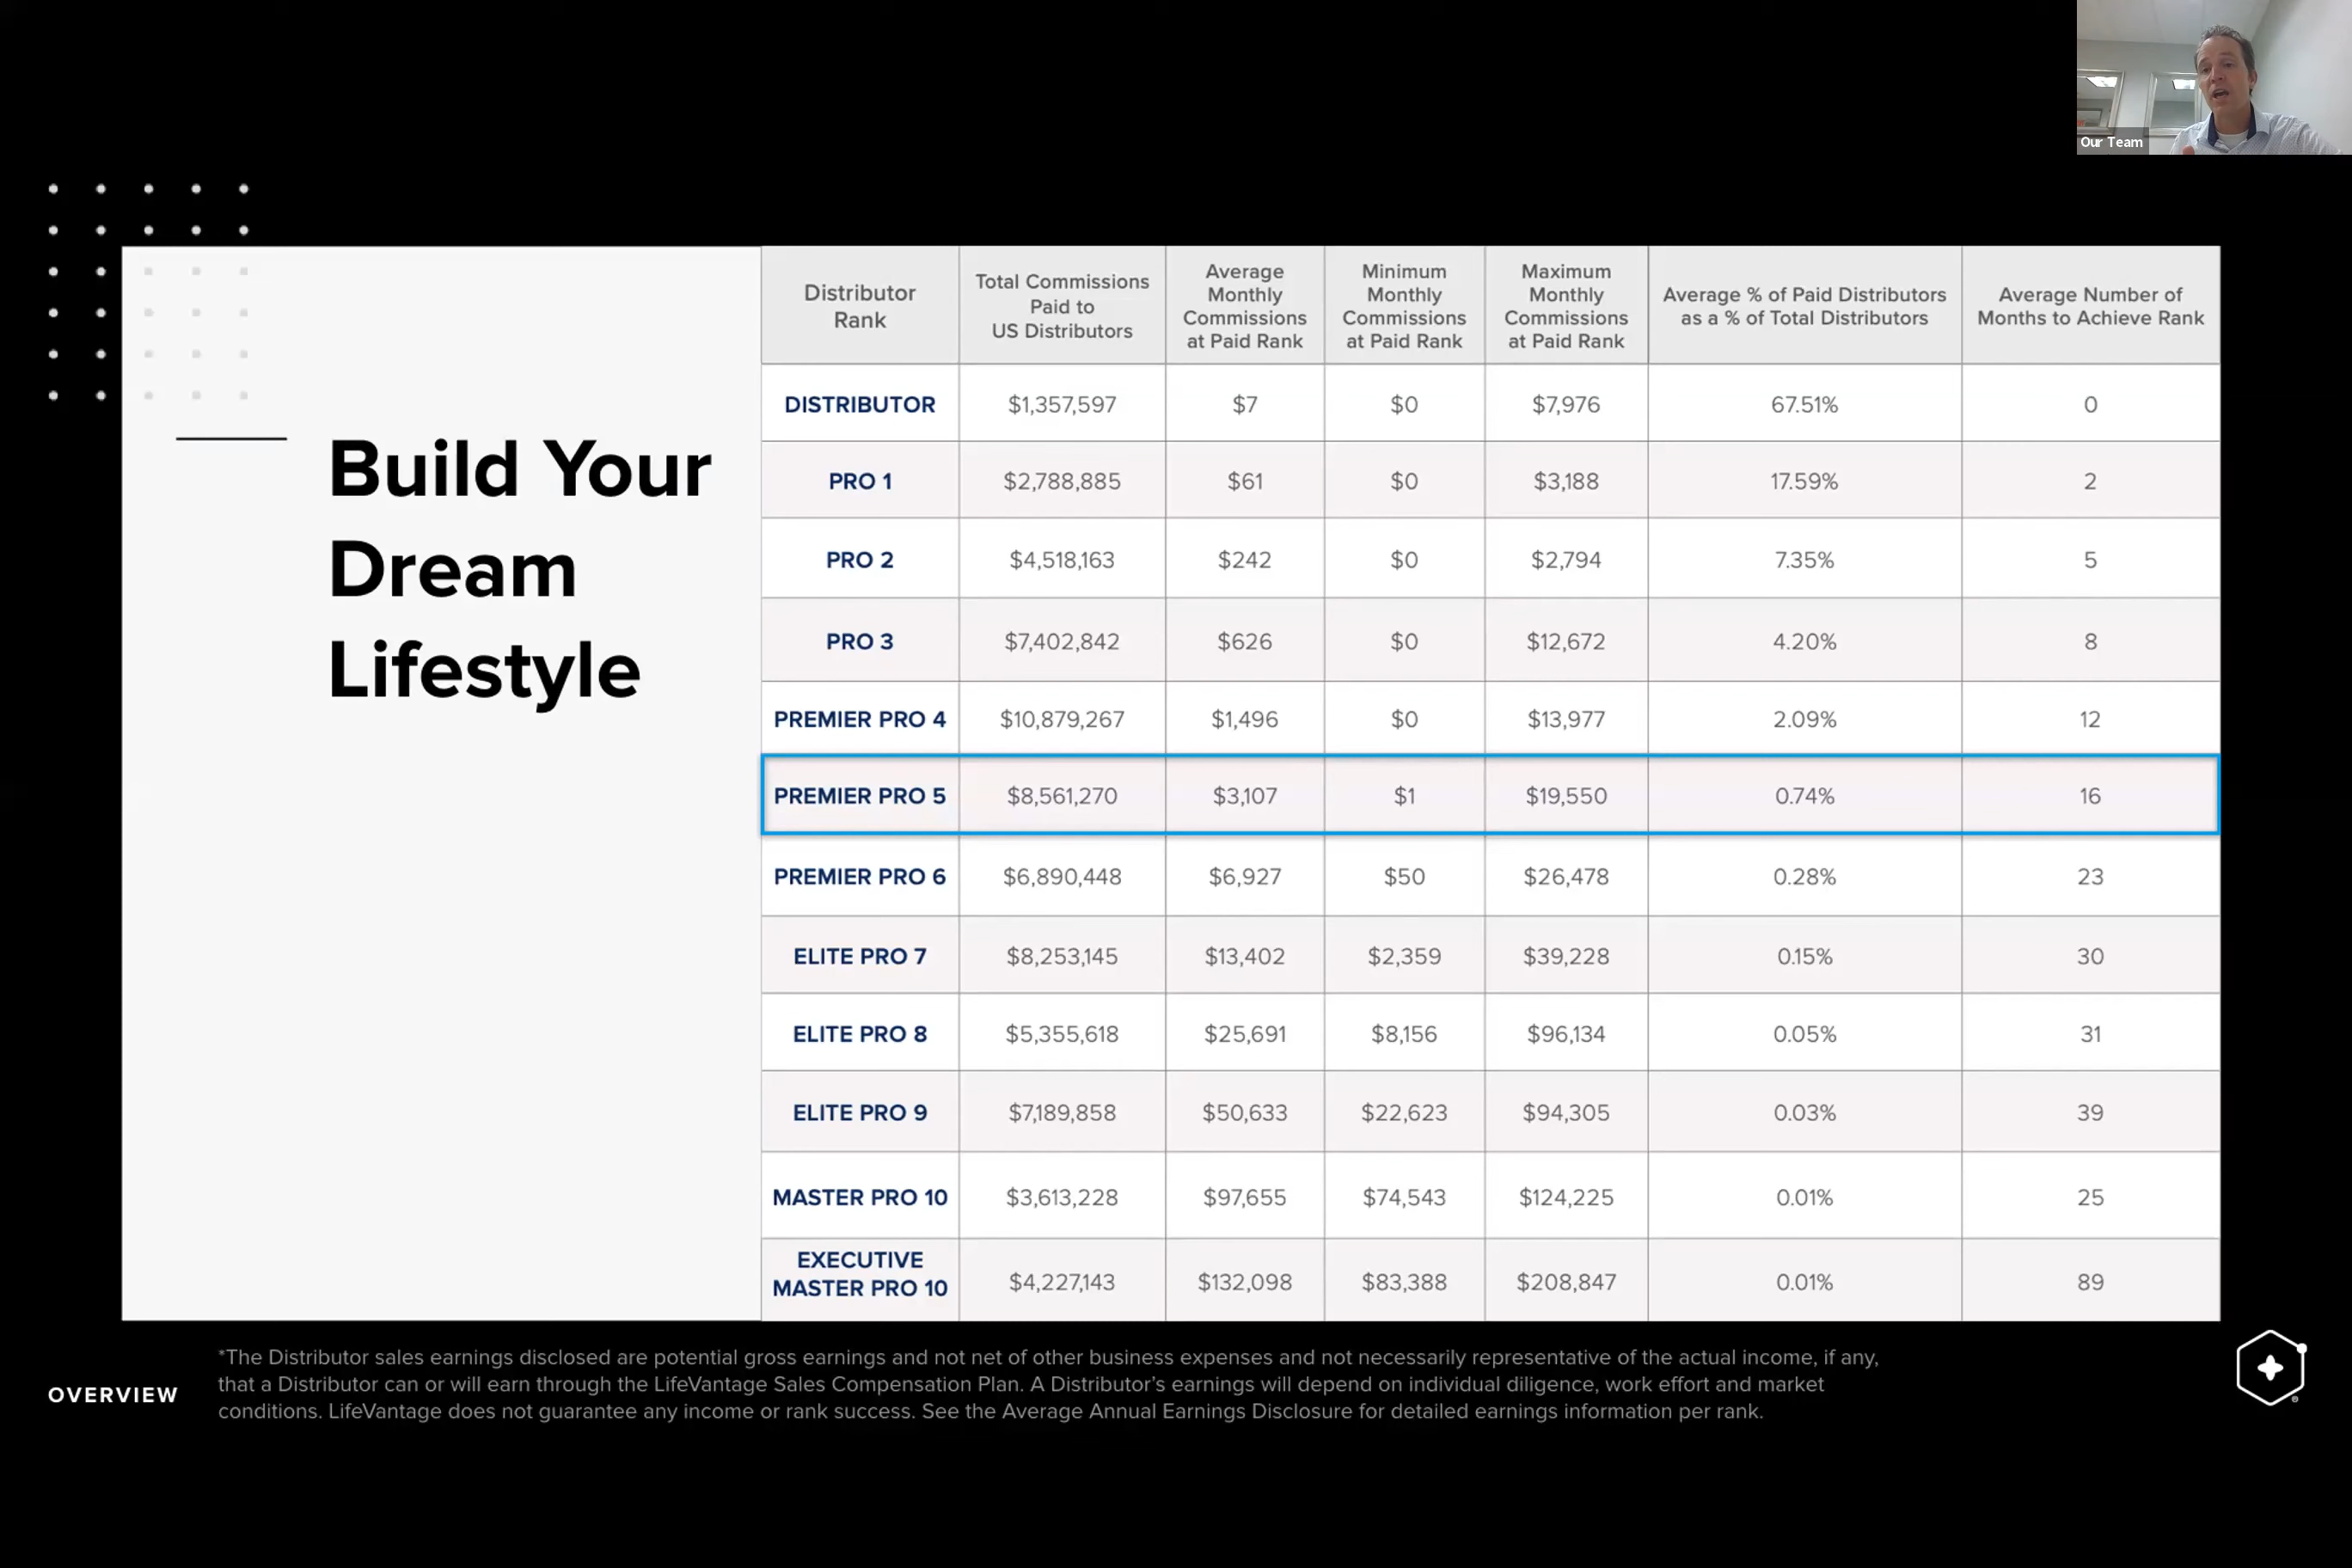 Our Team
Build Your
Dream
Lifestyle
Distributor
Rank
Total Commissions
Paid to
US Distributors
Average
Monthly
Commissions
at Paid Rank
Minimum
Monthly
Commissions
at Paid Rank
Maximum
Monthly
Commissions
at Paid Rank
Average % of Paid Distributors
as a % of Total Distributors
Average Number of
Months to Achieve Rank
DISTRIBUTOR $1,357,597 $7 $0 $7,976 67.51% 0
PRO 1 $2,788,885 $61 $0 $3,188 17.59% 2
PRO 2 $4,518,163 $242 $0 $2,794 7.35% 5
PRO 3 $7,402,842 $626 $0 $12,672 4.20% 8
PREMIER PRO 4 $10,879,267 $1,496 $0 $13,977 2.09% 12
PREMIER PRO 5 $8,561,270 $3,107 $1 $19,550 0.74% 16
PREMIER PRO 6 $6,890,448 $6,927 $50 $26,478 0.28% 23
ELITE PRO 7 $8,253,145 $13,402 $2,359 $39,228 0.15% 30
ELITE PRO 8 $5,355,618 $25,691 $8,156 $96,134 0.05% 31
ELITE PRO 9 $7,189,858 $50,633 $22,623 $94,305 0.03% 39
MASTER PRO 10 $3,613,228 $97,655 $74,543 $124,225 0.01% 25
EXECUTIVE
MASTER PRO 10 $4,227,143 $132,098 $83,388 $208,847 0.01% 89
OVERVIEW
*The Distributor sales earnings disclosed are potential gross earnings and not net of other business expenses and not necessarily representative of the actual income, if any,
that a Distributor can or will earn through the LifeVantage Sales Compensation Plan. A Distributor's earnings will depend on individual diligence, work effort and market
conditions. LifeVantage does not guarantee any income or rank success. See the Average Annual Earnings Disclosure for detailed earnings information per rank.